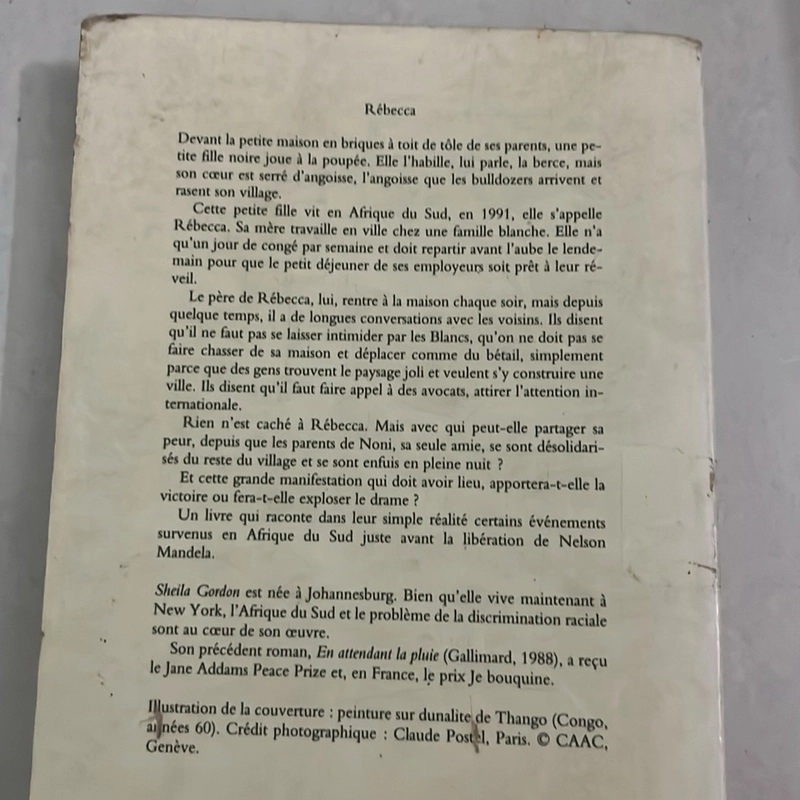 Rébecca
Devant la petite maison en briques à toit de tôle de ses parents, une pe-
tite fille noire joue à la poupée. Elle l'habille, lui parle, la berce, mais
son cœur est serré d'angoisse, l'angoisse que les bulldozers arrivent et
rasent son village.
Cette petite fille vit en Afrique du Sud, en 1991, elle s'appelle
Rébecca. Sa mère travaille en ville chez une famille blanche. Elle n'a
qu'un jour de congé par semaine et doit repartir avant l'aube le lende-
main pour que le petit déjeuner de ses employeurs soit prêt à leur ré-
veil.
Le père de Rébecca, lui, rentre à la maison chaque soir, mais depuis
quelque temps, il a de longues conversations avec les voisins. Ils disent
qu'il ne faut pas se laisser intimider par les Blancs, qu'on ne doit pas se
faire chasser de sa maison et déplacer comme du bétail, simplement
parce que des gens trouvent le paysage joli et veulent s'y construire une
ville. Ils disent qu'il faut faire appel à des avocats, attirer l'attention in-
ternationale.
Rien n'est caché à Rébecca. Mais avec qui peut-elle partager sa
peur, depuis que les parents de Noni, sa seule amie, se sont désolidari-
sés du reste du village et se sont enfuis en pleine nuit ?
Et cette grande manifestation qui doit avoir lieu, apportera-t-elle la
victoire ou fera-t-elle exploser le drame ?
Un livre qui raconte dans leur simple réalité certains événements
survenus en Afrique du Sud juste avant la libération de Nelson
Mandela.
Sheila Gordon est née à Johannesburg. Bien qu'elle vive maintenant à
New York, l'Afrique du Sud et le problème de la discrimination raciale
sont au cœur de son œuvre.
Son précédent roman, En attendant la pluie (Gallimard, 1988), a reçu
le Jane Addams Peace Prize et, en France, le prix Je bouquine.
Illustration de la couverture : peinture sur dunalite de Thango (Congo,
années 60). Crédit photographique : Claude Postel, Paris. © CAAC,
Genève.